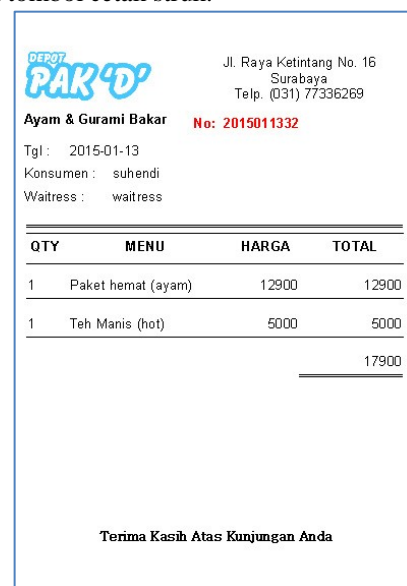 DEPOT
PAK 'D'
Jl. Raya Ketintang No. 16
Surabaya
Telp. (031) 77336269
Ayam & Gurami Bakar
No: 2015011332
Tgl : 2015-01-13
Konsumen : suhendi
Waitress : waitress
QTY MENU HARGA TOTAL
1 Paket hemat (ayam) 12900 12900
1 Teh Manis (hot) 5000 5000
17900
Terima Kasih Atas Kunjungan Anda